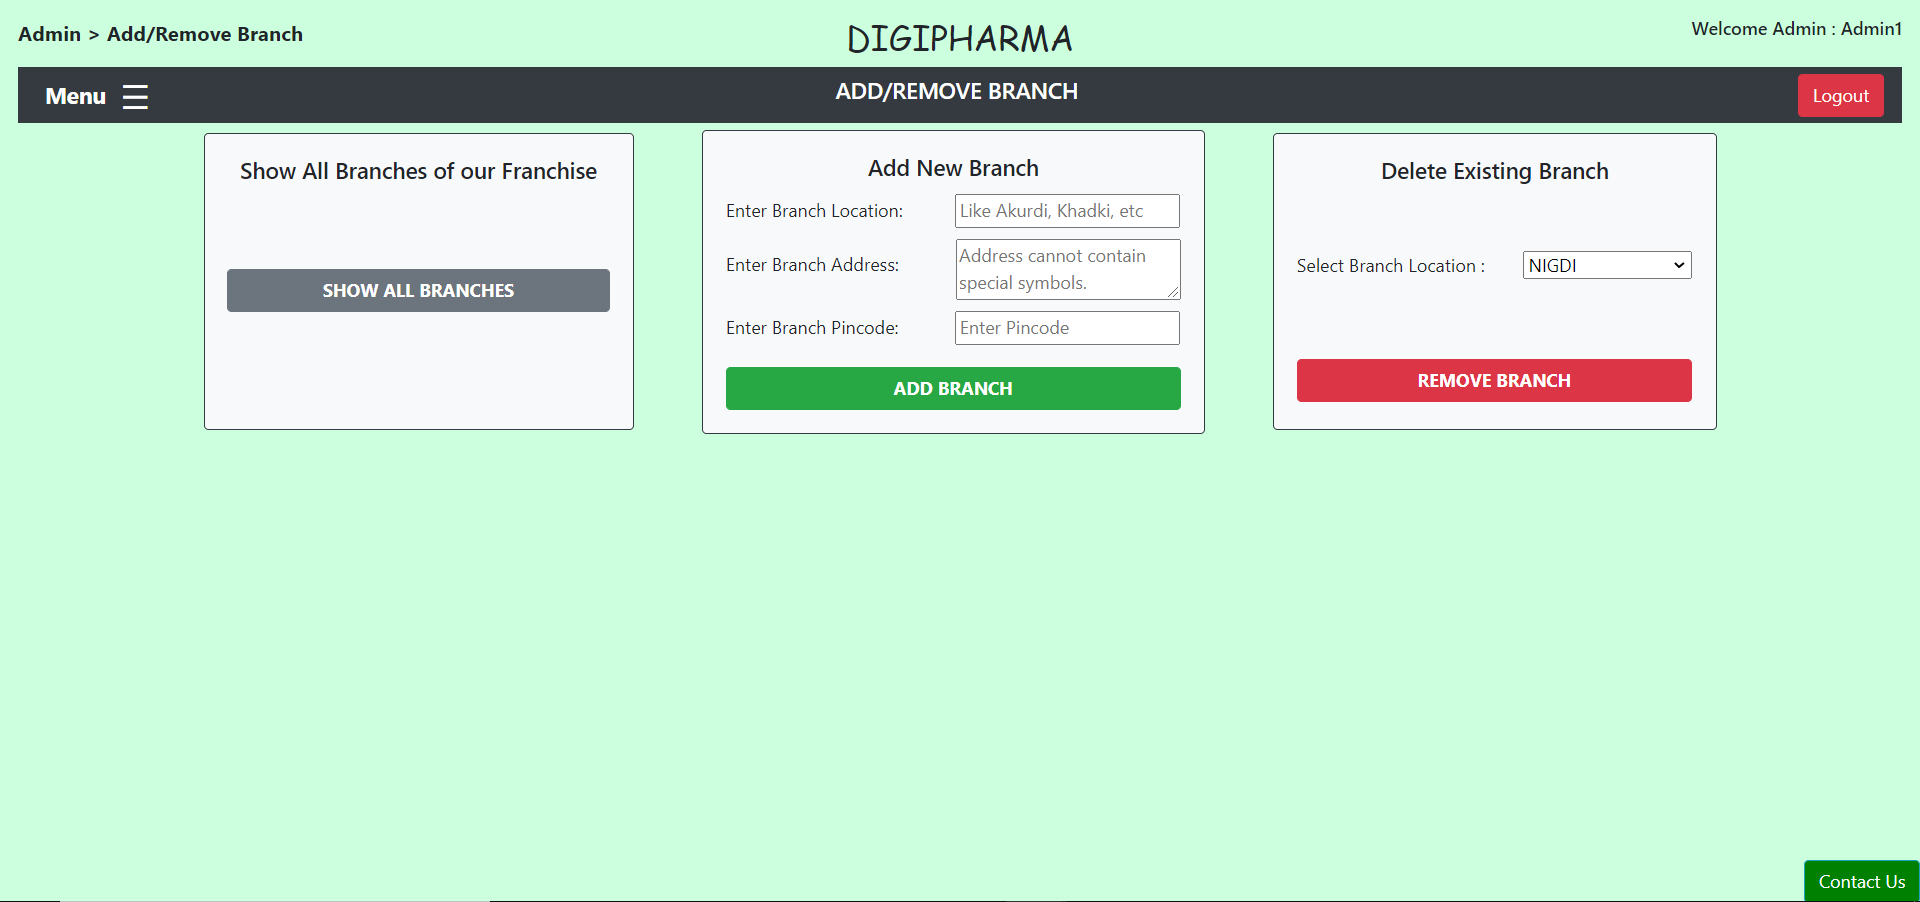 Admin > Add/Remove Branch
DIGIPHARMA
Welcome Admin : Admin1
Menu
ADD/REMOVE BRANCH
Logout
Show All Branches of our Franchise
SHOW ALL BRANCHES
Add New Branch
Enter Branch Location:
Like Akurdi, Khadki, etc
Enter Branch Address:
Address cannot contain
special symbols.
Enter Branch Pincode:
Enter Pincode
ADD BRANCH
Delete Existing Branch
Select Branch Location :
NIGDI
REMOVE BRANCH
Contact Us